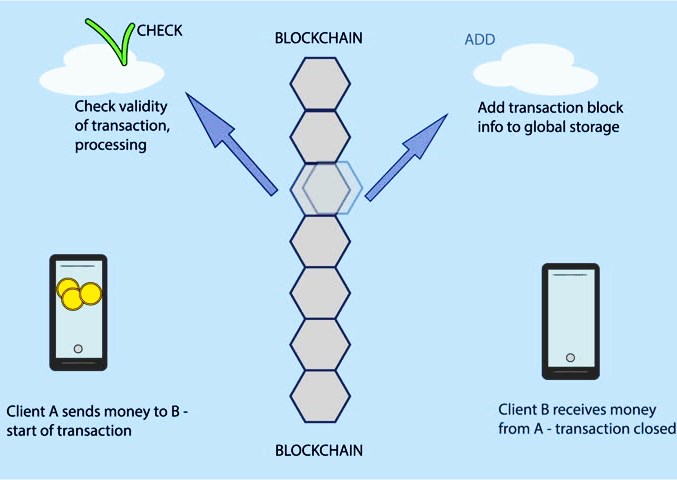 CHECK
BLOCKCHAIN
ADD
Check validity
of transaction,
processing
Add transaction block
info to global storage
Client A sends money to B -
start of transaction
Client B receives money
from A - transaction closed
BLOCKCHAIN